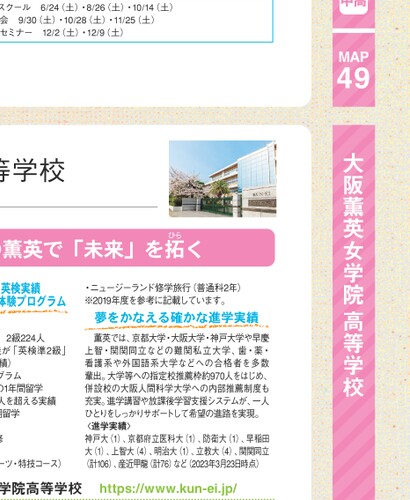 スクール 6/24（土）・8/26（土）・10/14（土）
会 9/30（土）・10/28（土）・11/25（土）
セミナー 12/2（土）・12/9（土）
中高
MAP
49
等学校
大阪薫英女学院 高等学校
ひら
薫英で「未来」を拓く
英検実績
体験プログラム
2級224人
が「英検準2級」
績）
グラム
の1年間留学
人を超える実績
期留学
修
ーツ・特技コース）
・ニュージーランド修学旅行（普通科2年）
※2019年度を参考に記載しています。
夢をかなえる確かな進学実績
薫英では、京都大学・大阪大学・神戸大学や早慶
上智・関関同立などの難関私立大学、歯・薬・
看護系や外国語系大学などへの合格者を多数
輩出。大学等への指定校推薦枠約970人をはじめ、
併設校の大阪人間科学大学への内部推薦制度も
充実。進学講習や放課後学習支援システムが、一人
ひとりをしっかりサポートして希望の進路を実現。
〈進学実績〉
神戸大（1）、京都府立医科大（1）、防衛大（1）、早稲田
大（1）、上智大（4）、明治大（1）、立教大（4）、関関同立
（計106）、産近甲龍（計76）など（2023年3月23時点）
学院高等学校
https://www.kun-ei.jp/